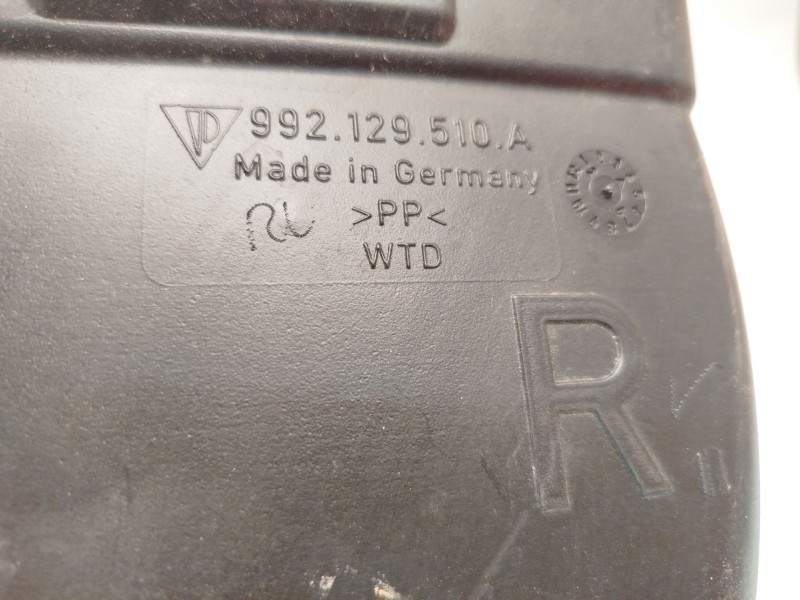 992.129.510.A
Made in Germany
>PP<
WTD
R